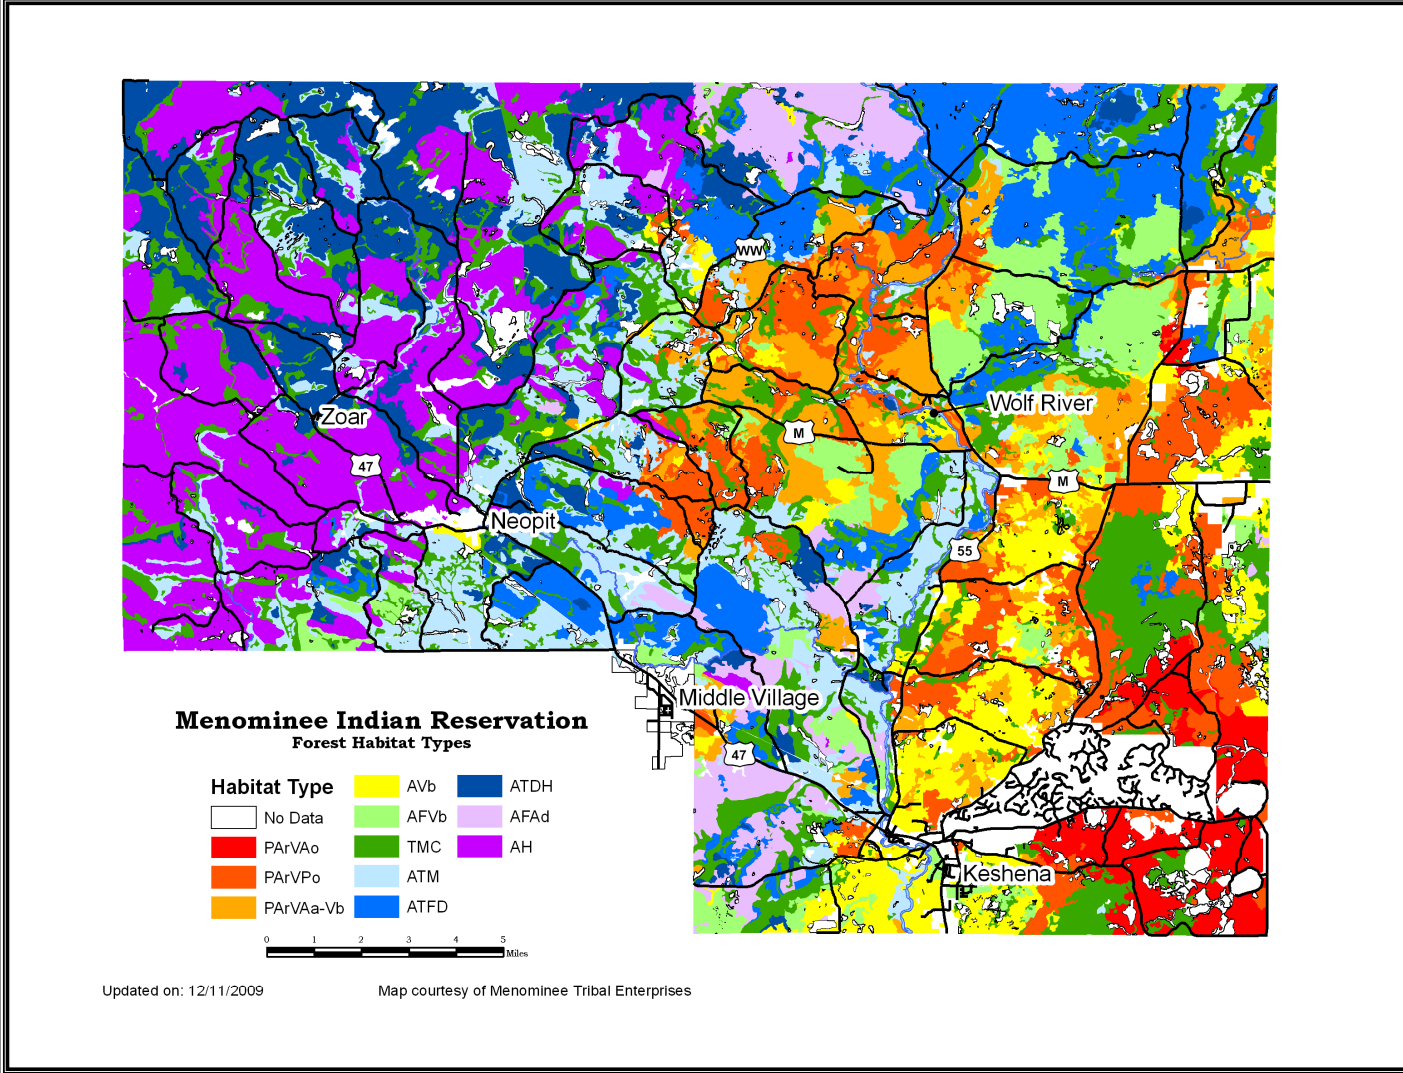 WW
Wolf River
Zoar
M
47
M
Neopit
55
Middle Village
47
Keshena
Menominee Indian Reservation
Forest Habitat Types
Habitat Type
No Data
PArVAo
PArVPo
PArVAa-Vb
AVb
AFVb
TMC
ATM
ATFD
ATDH
AFAd
AH
0 1 2 3 4 5
Miles
Updated on: 12/11/2009
Map courtesy of Menominee Tribal Enterprises